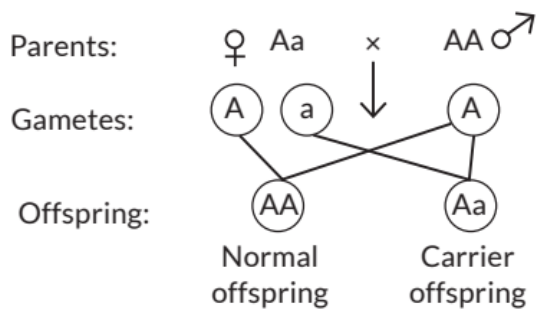 Parents: ♀ Aa × AA ♂
Gametes: A a A
Offspring: AA Aa
Normal offspring
Carrier offspring